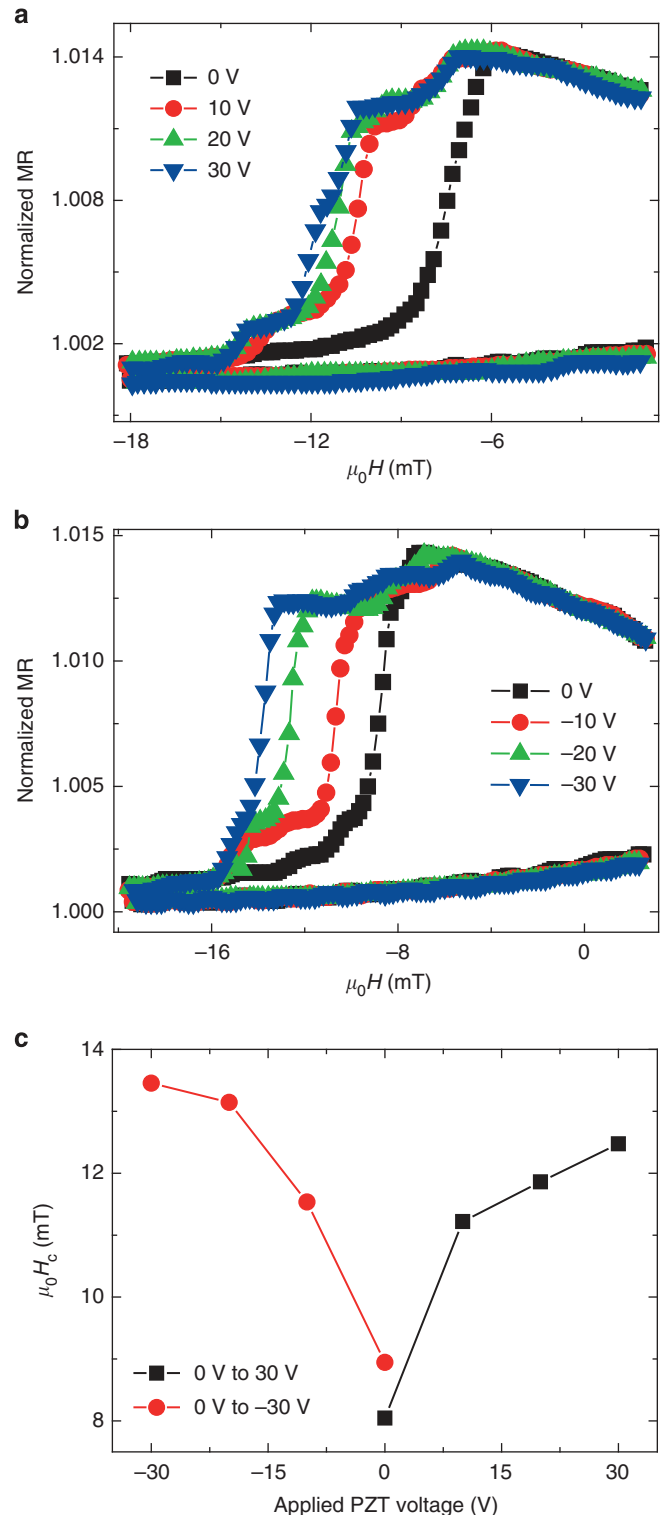 a
1.014
1.008
1.002
Normalized MR
0 V
10 V
20 V
30 V
–18
–12
–6
μ₀H (mT)
b
1.015
1.010
1.005
1.000
Normalized MR
0 V
–10 V
–20 V
–30 V
–16
–8
0
μ₀H (mT)
c
14
12
10
8
μ₀Hc (mT)
0 V to 30 V
0 V to –30 V
–30
–15
0
15
30
Applied PZT voltage (V)